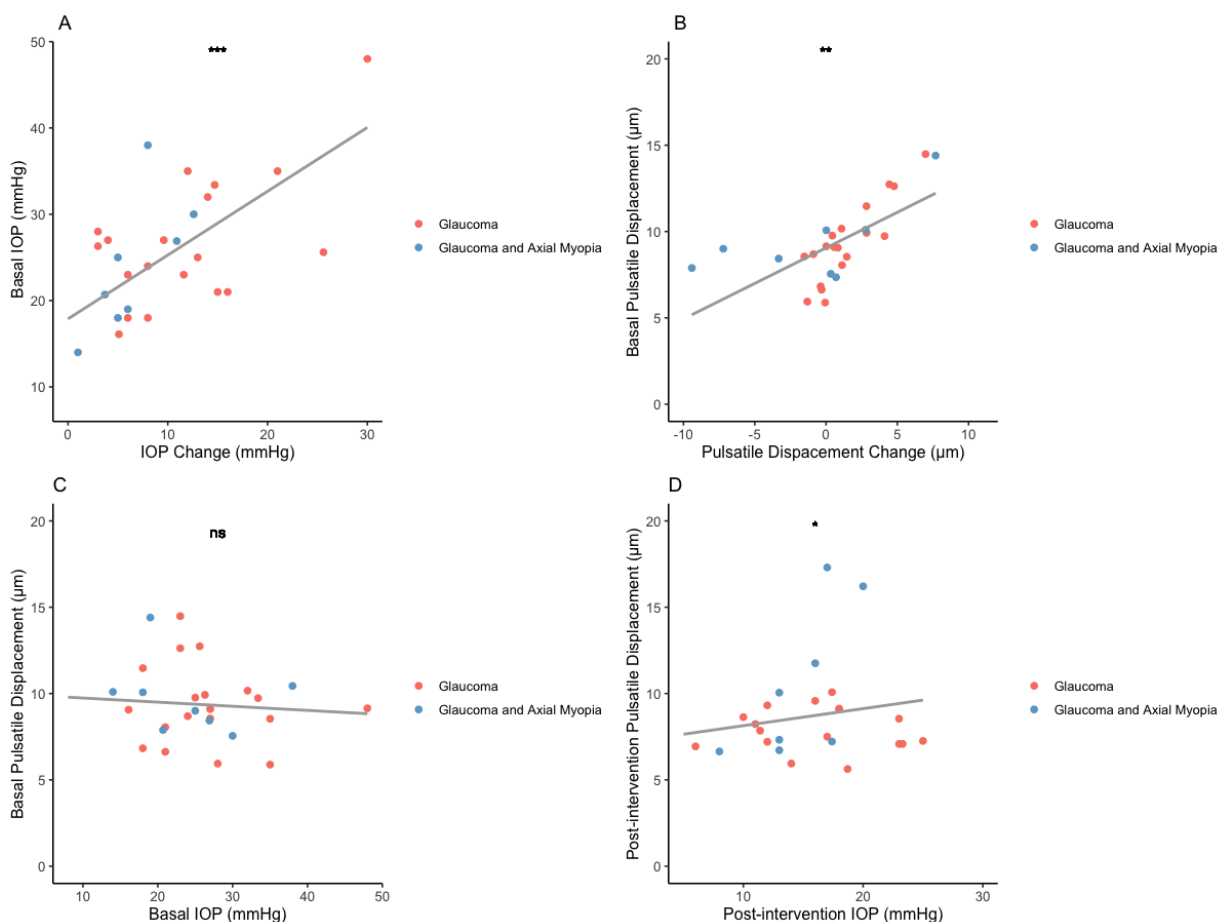 A
***
Basal IOP (mmHg)
50
40
30
20
10
0
10
20
30
IOP Change (mmHg)
Glaucoma
Glaucoma and Axial Myopia
B
**
Basal Pulsatile Displacement (µm)
20
15
10
5
0
-10
-5
0
5
10
Pulsatile Dispacement Change (µm)
Glaucoma
Glaucoma and Axial Myopia
C
ns
Basal Pulsatile Displacement (µm)
20
15
10
5
0
10
20
30
40
50
Basal IOP (mmHg)
Glaucoma
Glaucoma and Axial Myopia
D
*
Post-intervention Pulsatile Displacement (µm)
20
15
10
5
0
10
20
30
Post-intervention IOP (mmHg)
Glaucoma
Glaucoma and Axial Myopia